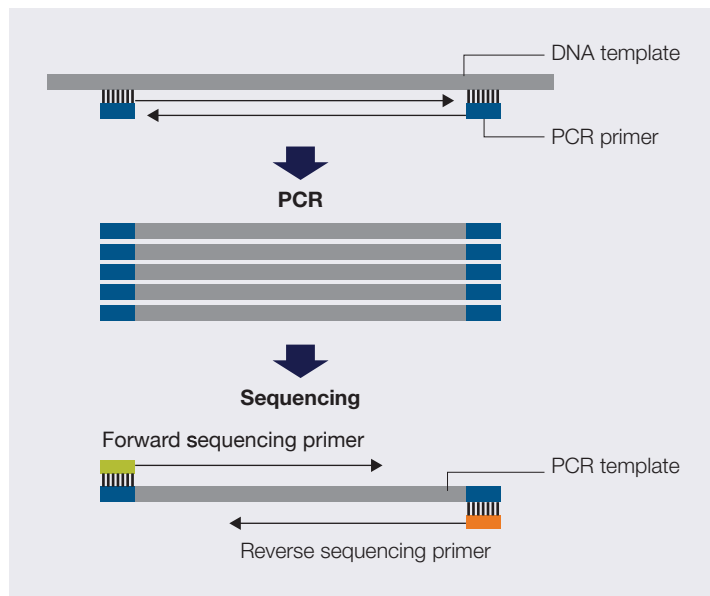 DNA template
PCR primer
PCR
Sequencing
Forward sequencing primer
PCR template
Reverse sequencing primer